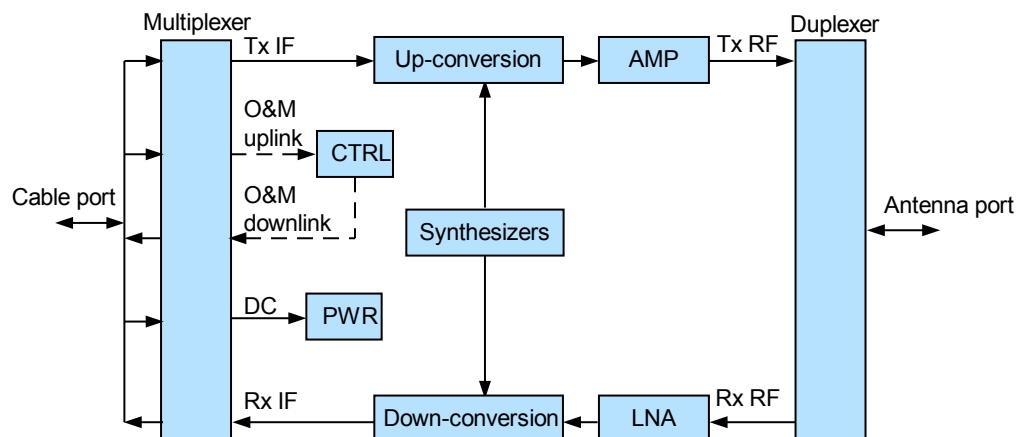 Multiplexer
Duplexer
Tx IF
Up-conversion
AMP
Tx RF
O&M
uplink
CTRL
Cable port
O&M
downlink
Synthesizers
Antenna port
DC
PWR
Rx IF
Down-conversion
LNA
Rx RF